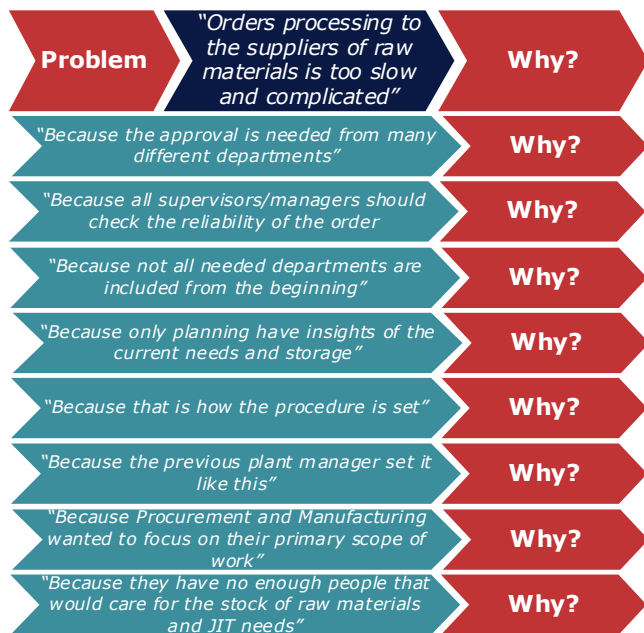 Problem
“Orders processing to
the suppliers of raw
materials is too slow
and complicated”
Why?
“Because the approval is needed from many
different departments”
Why?
“Because all supervisors/managers should
check the reliability of the order
Why?
“Because not all needed departments are
included from the beginning”
Why?
“Because only planning have insights of the
current needs and storage”
Why?
“Because that is how the procedure is set”
Why?
“Because the previous plant manager set it
like this”
Why?
“Because Procurement and Manufacturing
wanted to focus on their primary scope of
work”
Why?
“Because they have no enough people that
would care for the stock of raw materials
and JIT needs”
Why?